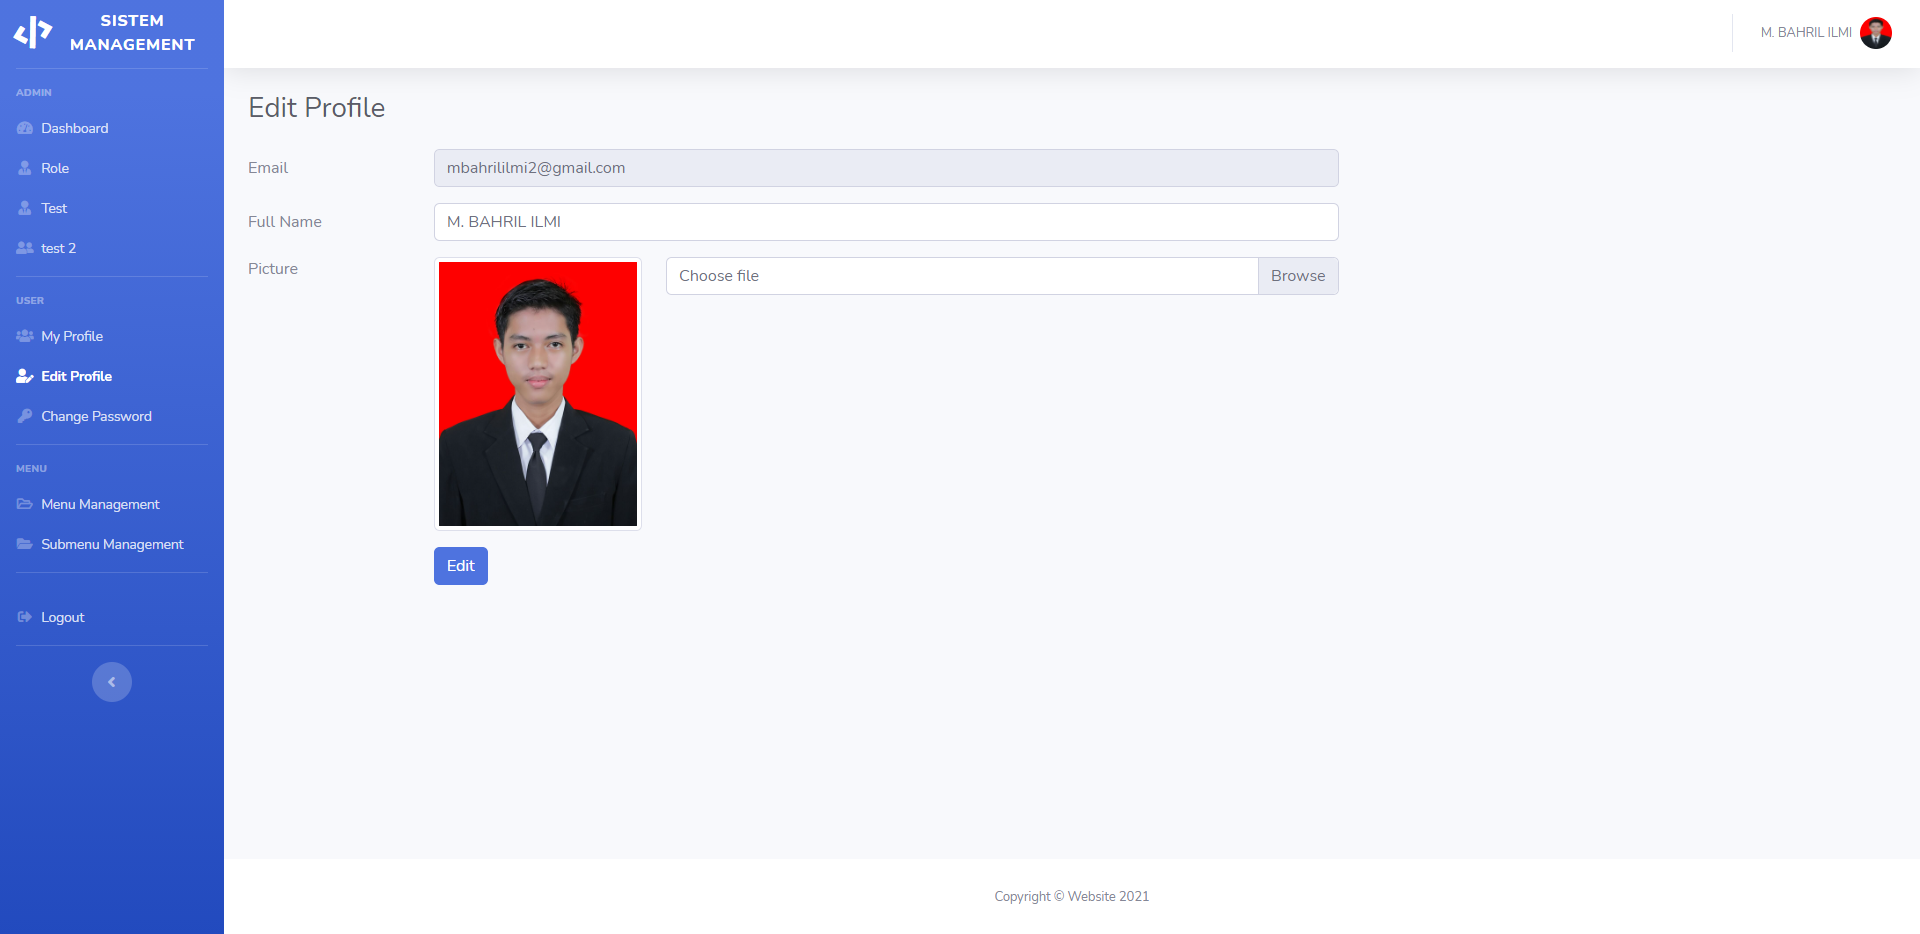 SISTEM
MANAGEMENT
M. BAHRIL ILMI
ADMIN
Dashboard
Role
Test
test 2
USER
My Profile
Edit Profile
Change Password
MENU
Menu Management
Submenu Management
Logout
Edit Profile
Email
mbahrililmi2@gmail.com
Full Name
M. BAHRIL ILMI
Picture
Choose file
Browse
Edit
Copyright © Website 2021